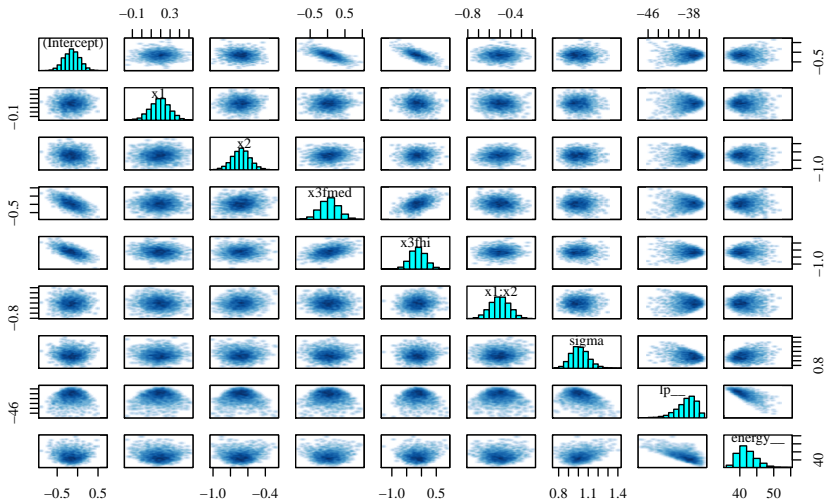 −0.1 0.3 −0.5 0.5 −0.8 −0.4 −46 −38
(Intercept)
−0.5
x1
−0.1
x2
−1.0
x3fmed
−0.5
x3fhi
−1.0
x1:x2
−0.8
sigma
0.8
lp__
−46
energy__
40
−0.5 0.5 −1.0 −0.4 −1.0 0.5 0.8 1.1 1.4 40 50